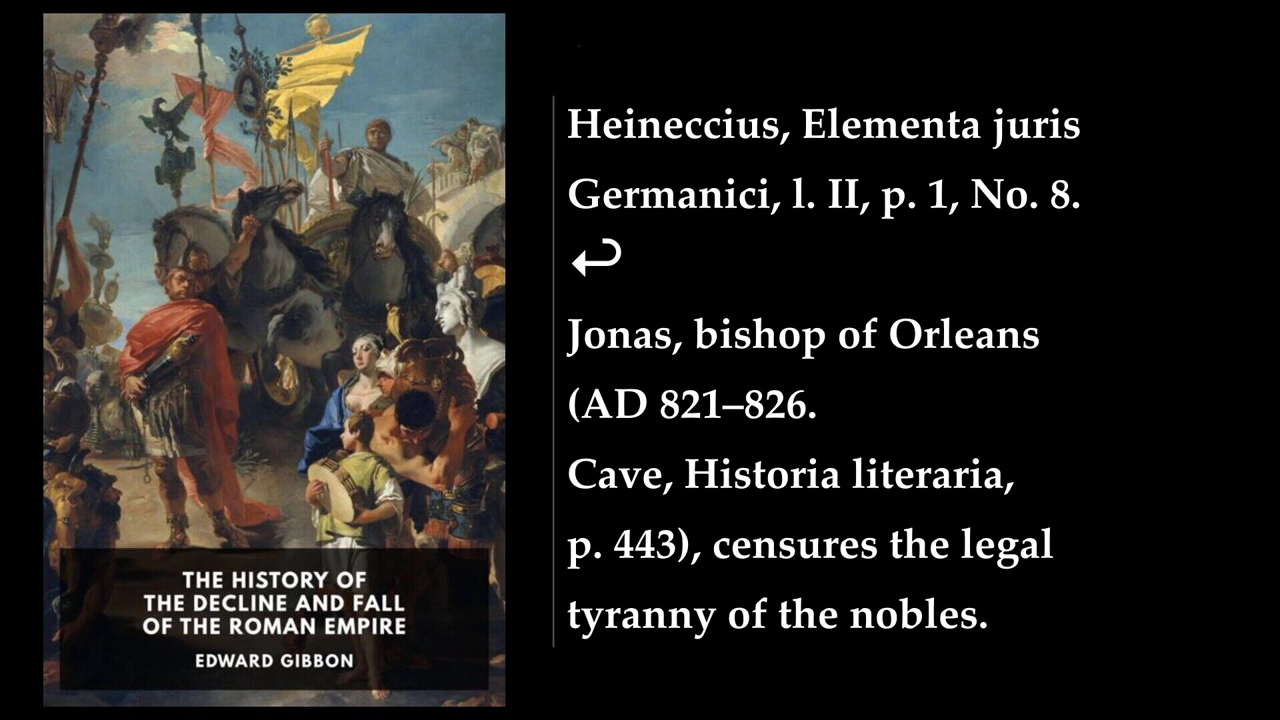 THE HISTORY OF
THE DECLINE AND FALL
OF THE ROMAN EMPIRE
EDWARD GIBBON
Heineccius, Elementa juris
Germanici, l. II, p. 1, No. 8.
↩
Jonas, bishop of Orleans
(AD 821–826.
Cave, Historia literaria,
p. 443), censures the legal
tyranny of the nobles.